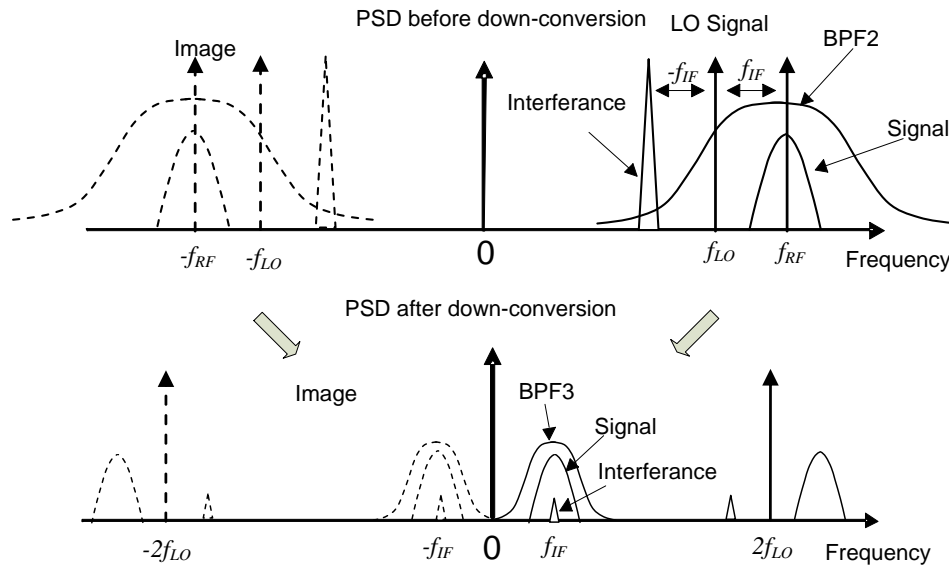 PSD before down-conversion
LO Signal
BPF2
Image
-fIF
fIF
Interferance
Signal
-fRF
-fLO
0
fLO
fRF
Frequency
PSD after down-conversion
Image
BPF3
Signal
Interferance
-2fLO
-fIF
0
fIF
2fLO
Frequency